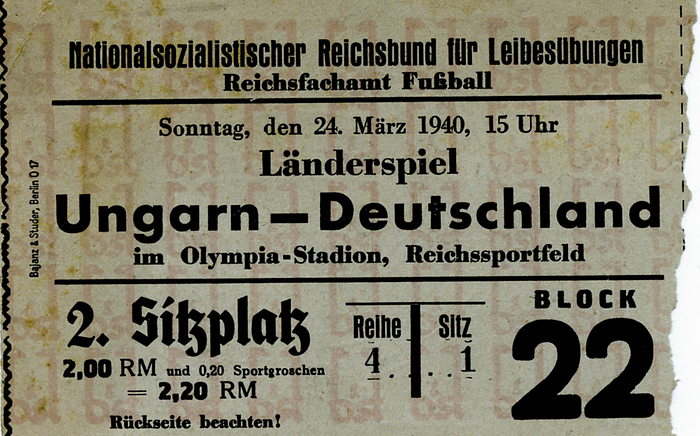 Nationalsozialistischer Reichsbund für Leibesübungen
Reichsfachamt Fußball
Sonntag, den 24. März 1940, 15 Uhr
Länderspiel
Ungarn — Deutschland
im Olympia-Stadion, Reichssportfeld
Bajanz & Studer, Berlin O 17
2. Sitzplatz
2,00 RM und 0,20 Sportgroschen
= 2,20 RM
Rückseite beachten!
Reihe Sitz
4 1
BLOCK
22